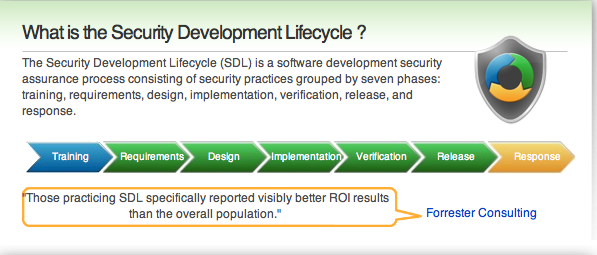 What is the Security Development Lifecycle ?
The Security Development Lifecycle (SDL) is a software development security
assurance process consisting of security practices grouped by seven phases:
training, requirements, design, implementation, verification, release, and
response.
Training Requirements Design Implementation Verification Release Response
"Those practicing SDL specifically reported visibly better ROI results
than the overall population."
Forrester Consulting